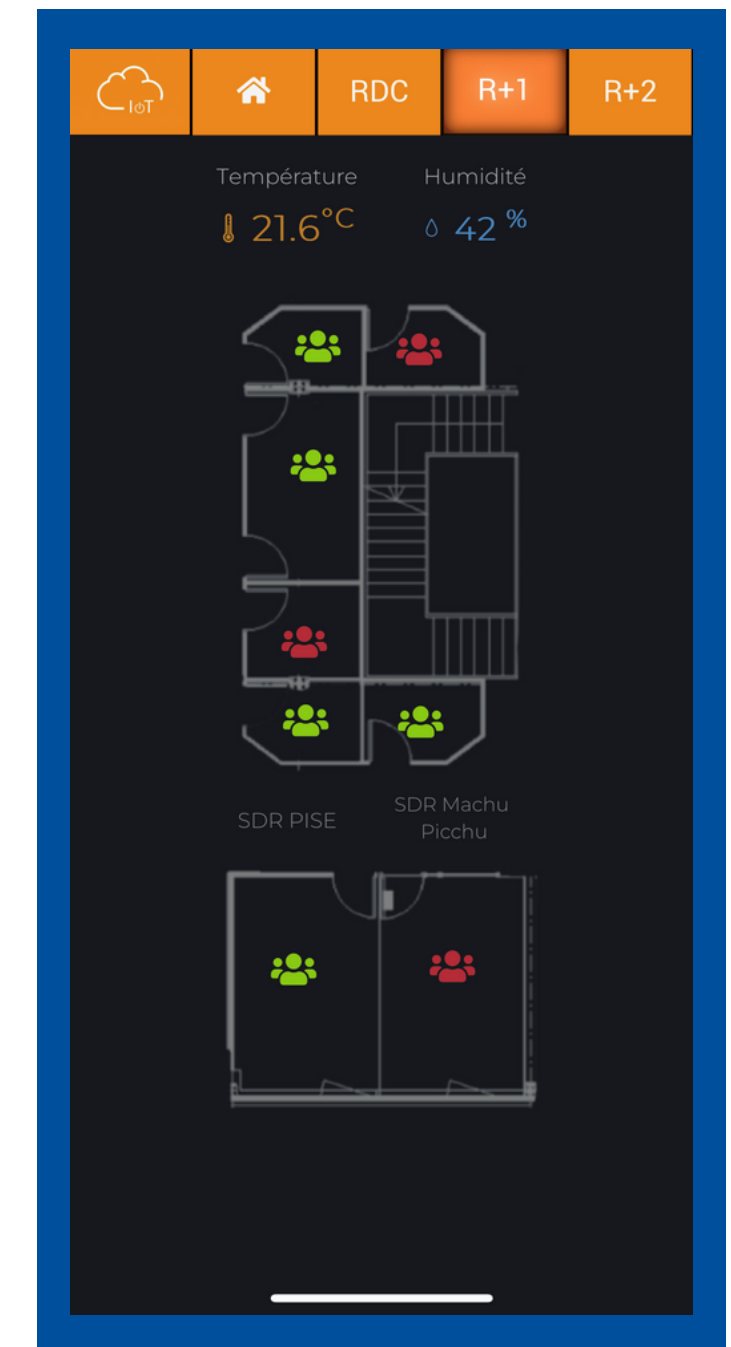 IoT
RDC
R+1
R+2
Température
Humidité
21.6°C
42 %
SDR PISE
SDR Machu
Picchu